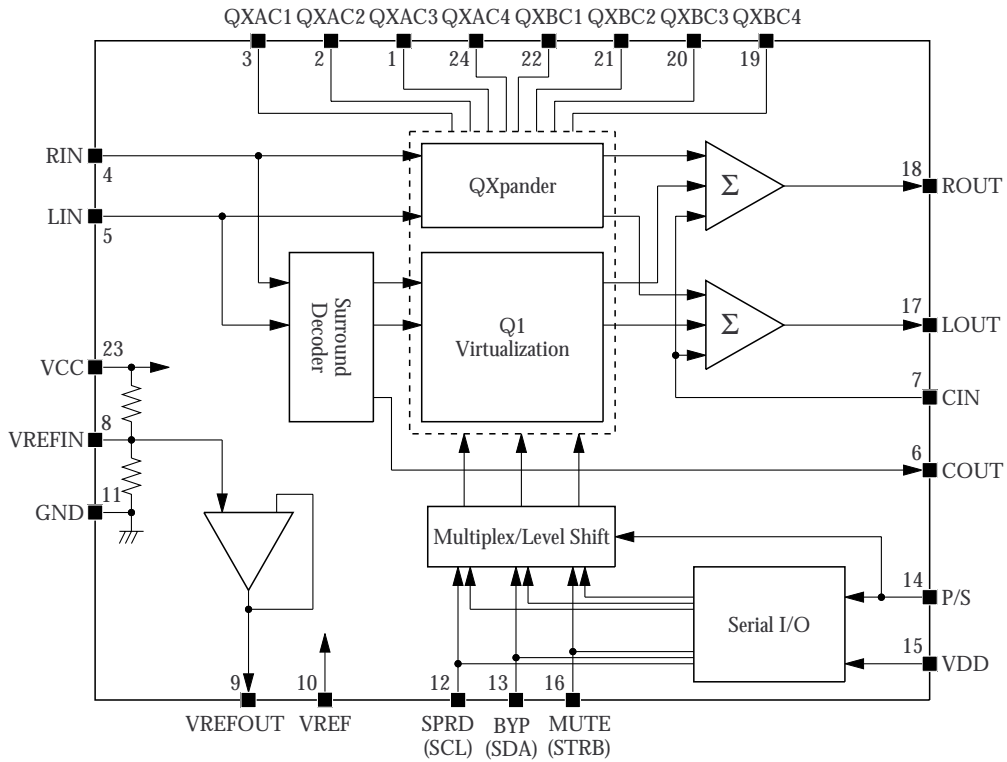 QXAC1 QXAC2 QXAC3 QXAC4 QXBC1 QXBC2 QXBC3 QXBC4
3 2 1 24 22 21 20 19
RIN
4
LIN
5
QXpander
Σ
18
ROUT
Surround
Decoder
Q1
Virtualization
Σ
17
LOUT
23
VCC
7
CIN
8
VREFIN
6
COUT
11
GND
Multiplex/Level Shift
14
P/S
Serial I/O
15
VDD
9
VREFOUT
10
VREF
12
SPRD
(SCL)
13
BYP
(SDA)
16
MUTE
(STRB)